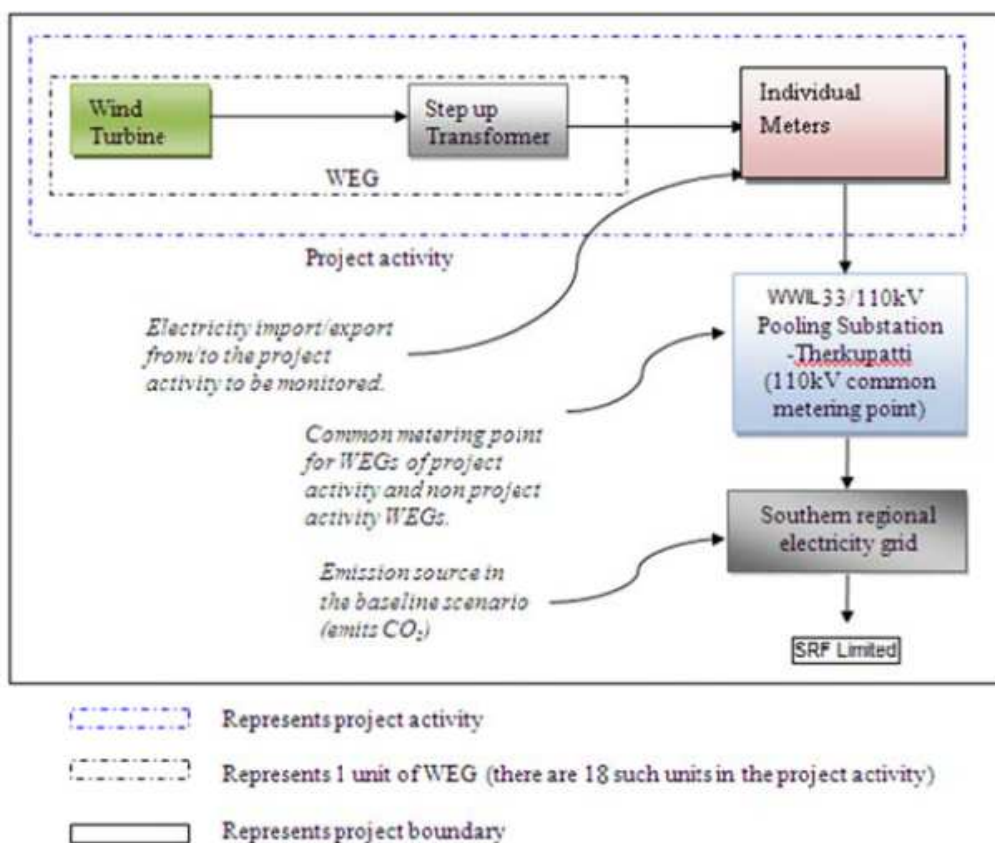 Wind
Turbine
Step up
Transformer
Individual
Meters
WEG
Project activity
Electricity import/export
from/to the project
activity to be monitored.
WWIL 33/110kV
Pooling Substation
-Therkupatti
(110kV common
metering point)
Common metering point
for WEGs of project
activity and non project
activity WEGs.
Southern regional
electricity grid
Emission source in
the baseline scenario
(emits CO₂)
SRF Limited
Represents project activity
Represents 1 unit of WEG (there are 18 such units in the project activity)
Represents project boundary